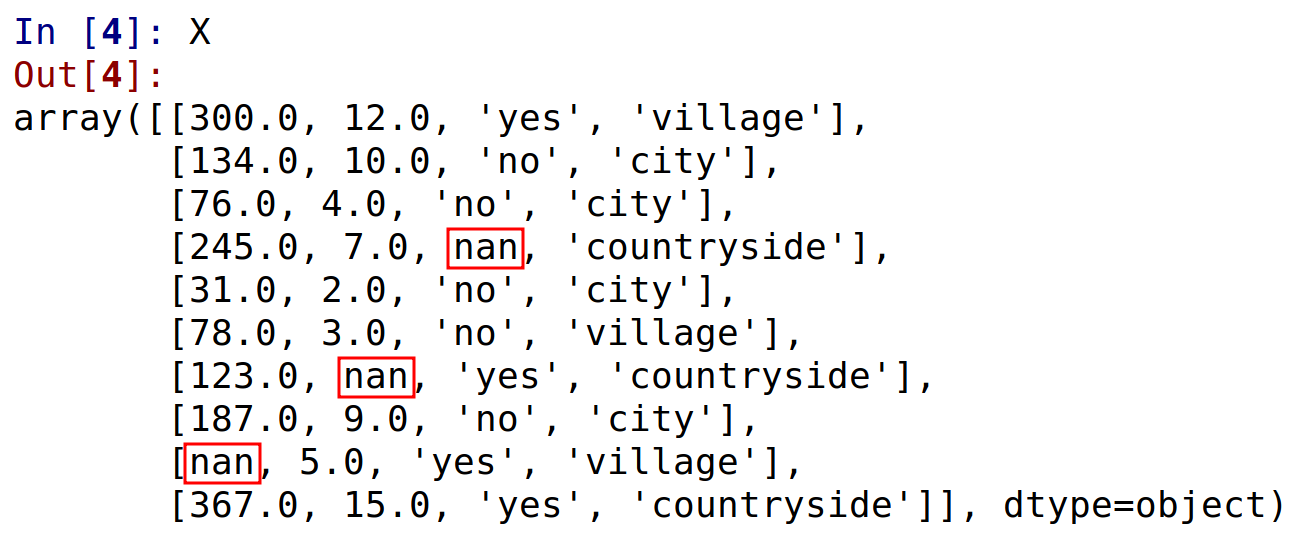 In [4]: X
Out[4]:
array([[300.0, 12.0, 'yes', 'village'],
[134.0, 10.0, 'no', 'city'],
[76.0, 4.0, 'no', 'city'],
[245.0, 7.0, nan, 'countryside'],
[31.0, 2.0, 'no', 'city'],
[78.0, 3.0, 'no', 'village'],
[123.0, nan, 'yes', 'countryside'],
[187.0, 9.0, 'no', 'city'],
[nan, 5.0, 'yes', 'village'],
[367.0, 15.0, 'yes', 'countryside']], dtype=object)